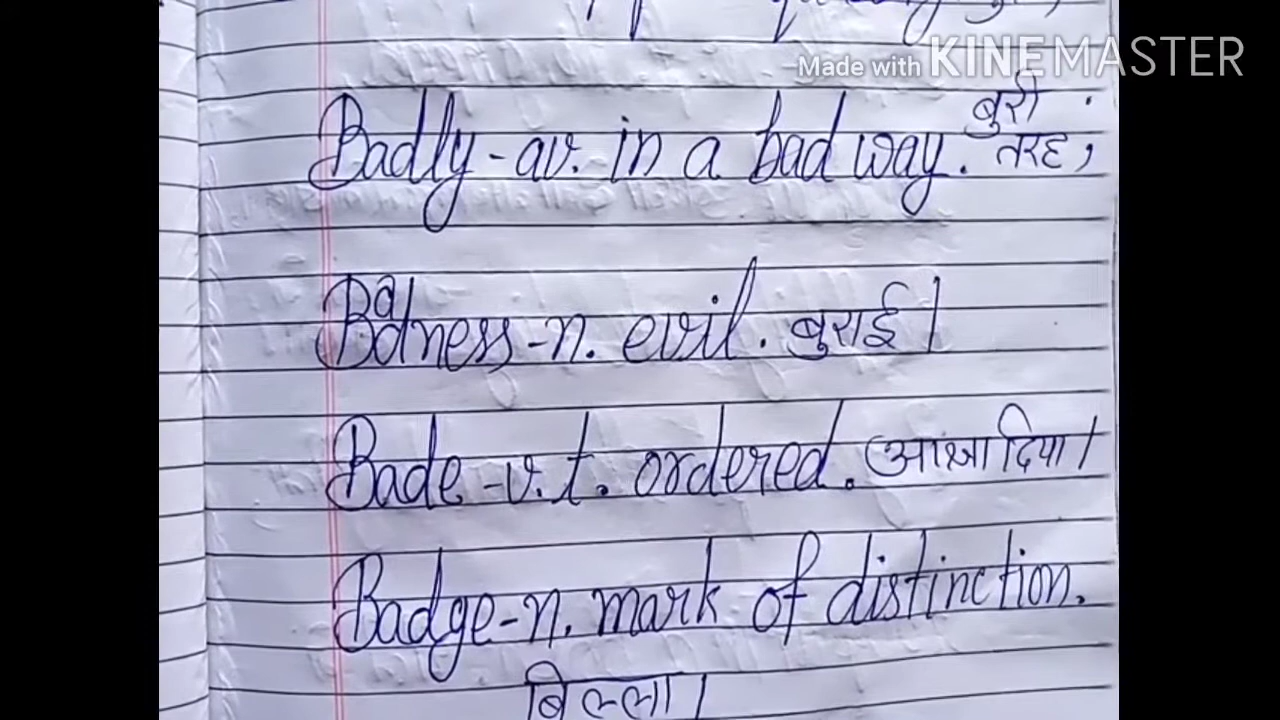 Made with KINEMASTER
Badly - av. in a bad way. बुरी तरह,
Badness - n. evil. बुराई।
Bade - v. t. ordered. आज्ञा दिया।
Badge - n. mark of distinction.
बिल्ला।